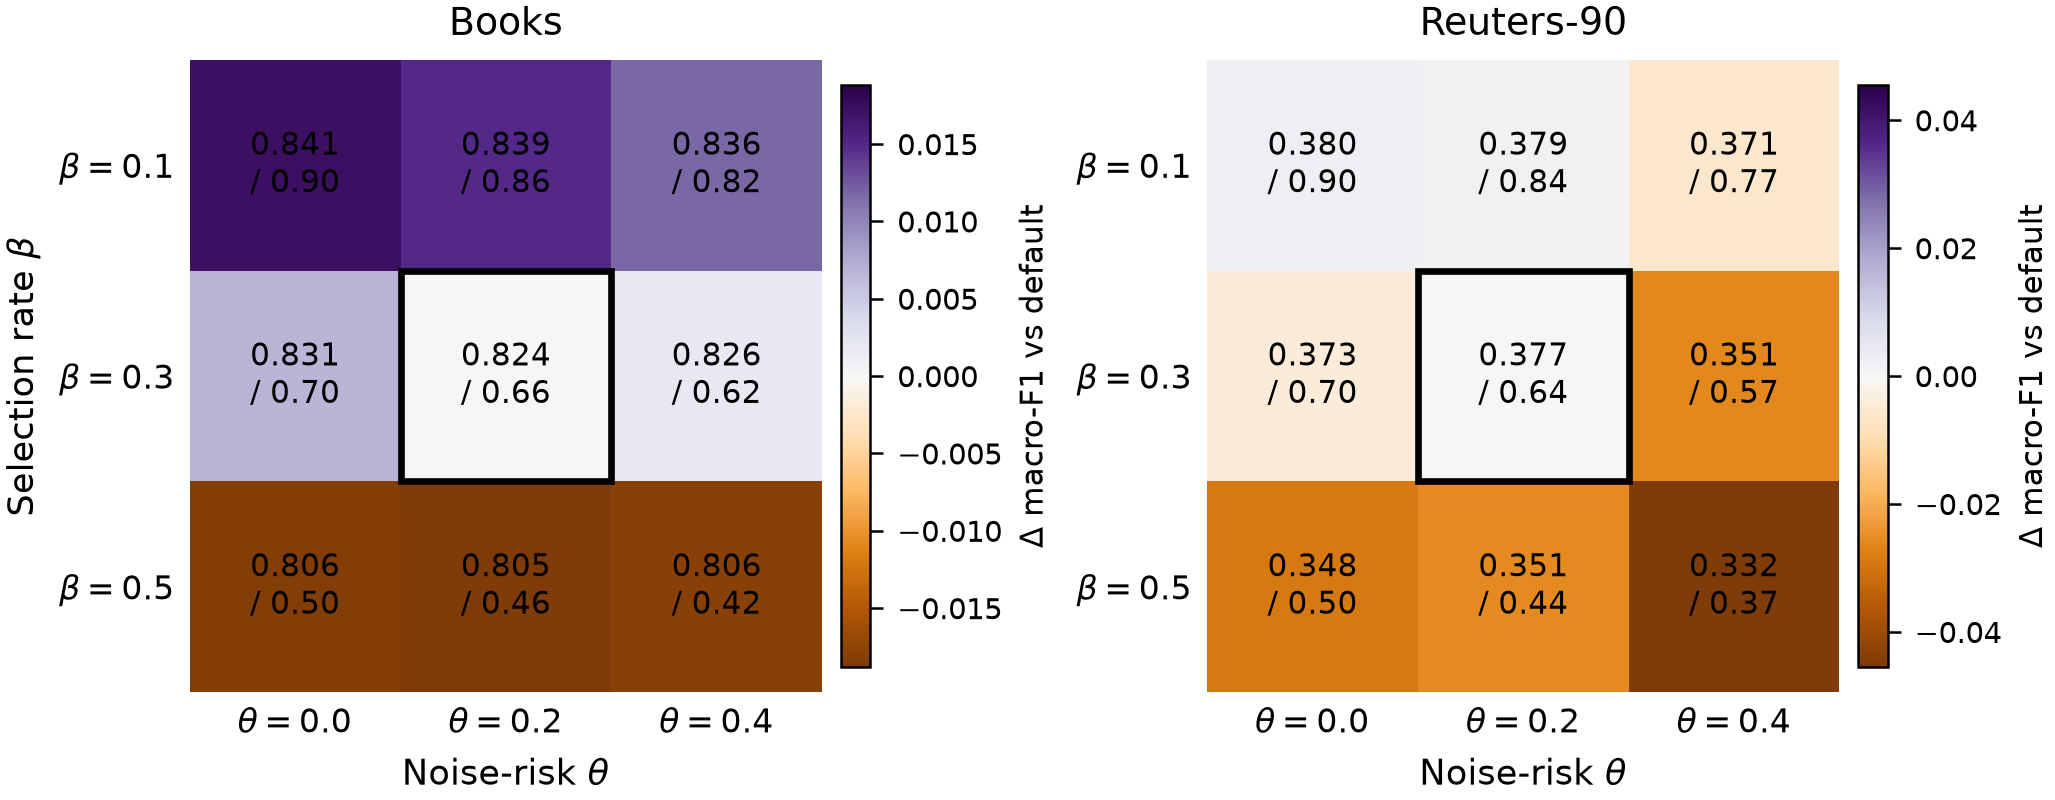 Books
Selection rate β
β = 0.1
β = 0.3
β = 0.5
0.841
/ 0.90
0.839
/ 0.86
0.836
/ 0.82
0.831
/ 0.70
0.824
/ 0.66
0.826
/ 0.62
0.806
/ 0.50
0.805
/ 0.46
0.806
/ 0.42
θ = 0.0
θ = 0.2
θ = 0.4
Noise-risk θ
0.015
0.010
0.005
0.000
−0.005
−0.010
−0.015
Δ macro-F1 vs default
Reuters-90
β = 0.1
β = 0.3
β = 0.5
0.380
/ 0.90
0.379
/ 0.84
0.371
/ 0.77
0.373
/ 0.70
0.377
/ 0.64
0.351
/ 0.57
0.348
/ 0.50
0.351
/ 0.44
0.332
/ 0.37
θ = 0.0
θ = 0.2
θ = 0.4
Noise-risk θ
0.04
0.02
0.00
−0.02
−0.04
Δ macro-F1 vs default